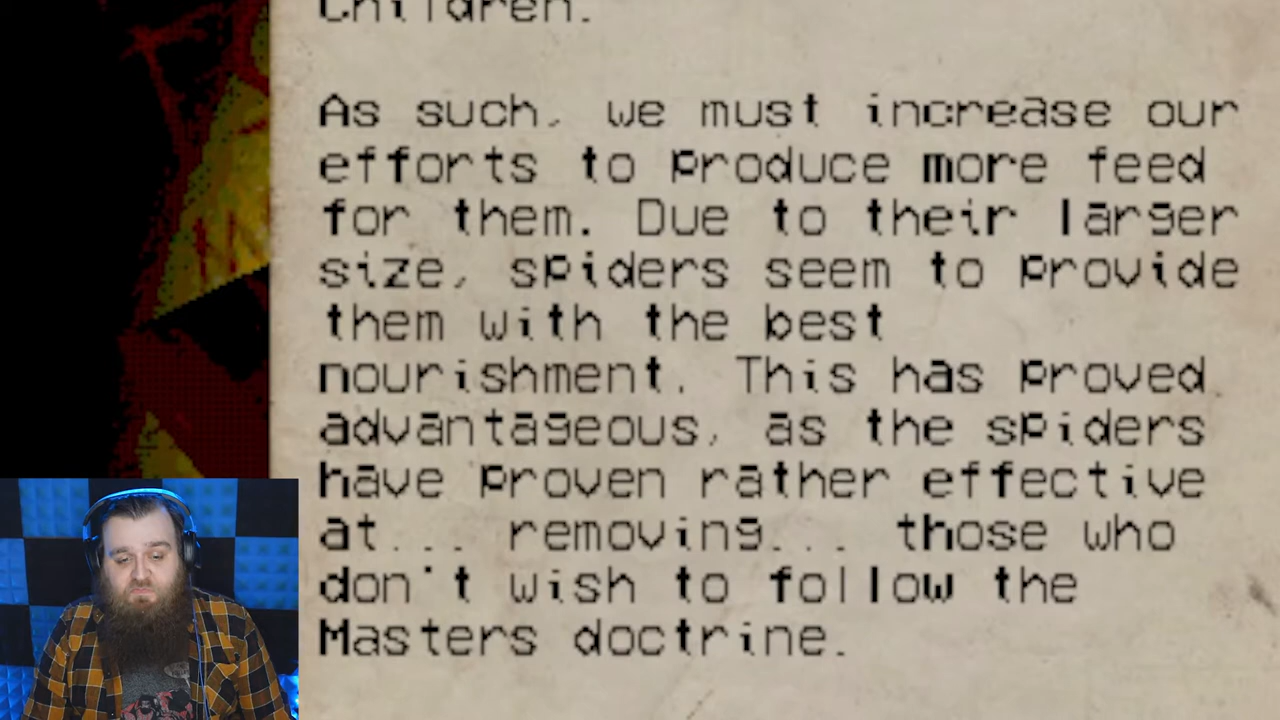 Children.
As such, we must increase our
efforts to produce more feed
for them. Due to their larger
size, spiders seem to provide
them with the best
nourishment. This has proved
advantageous, as the spiders
have proven rather effective
at... removing... those who
don't wish to follow the
Masters doctrine.